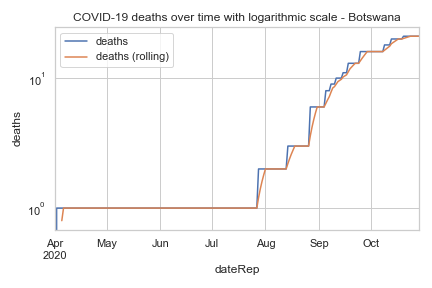 COVID-19 deaths over time with logarithmic scale - Botswana
deaths
deaths (rolling)
10¹
10⁰
deaths
Apr
2020
May
Jun
Jul
Aug
Sep
Oct
dateRep